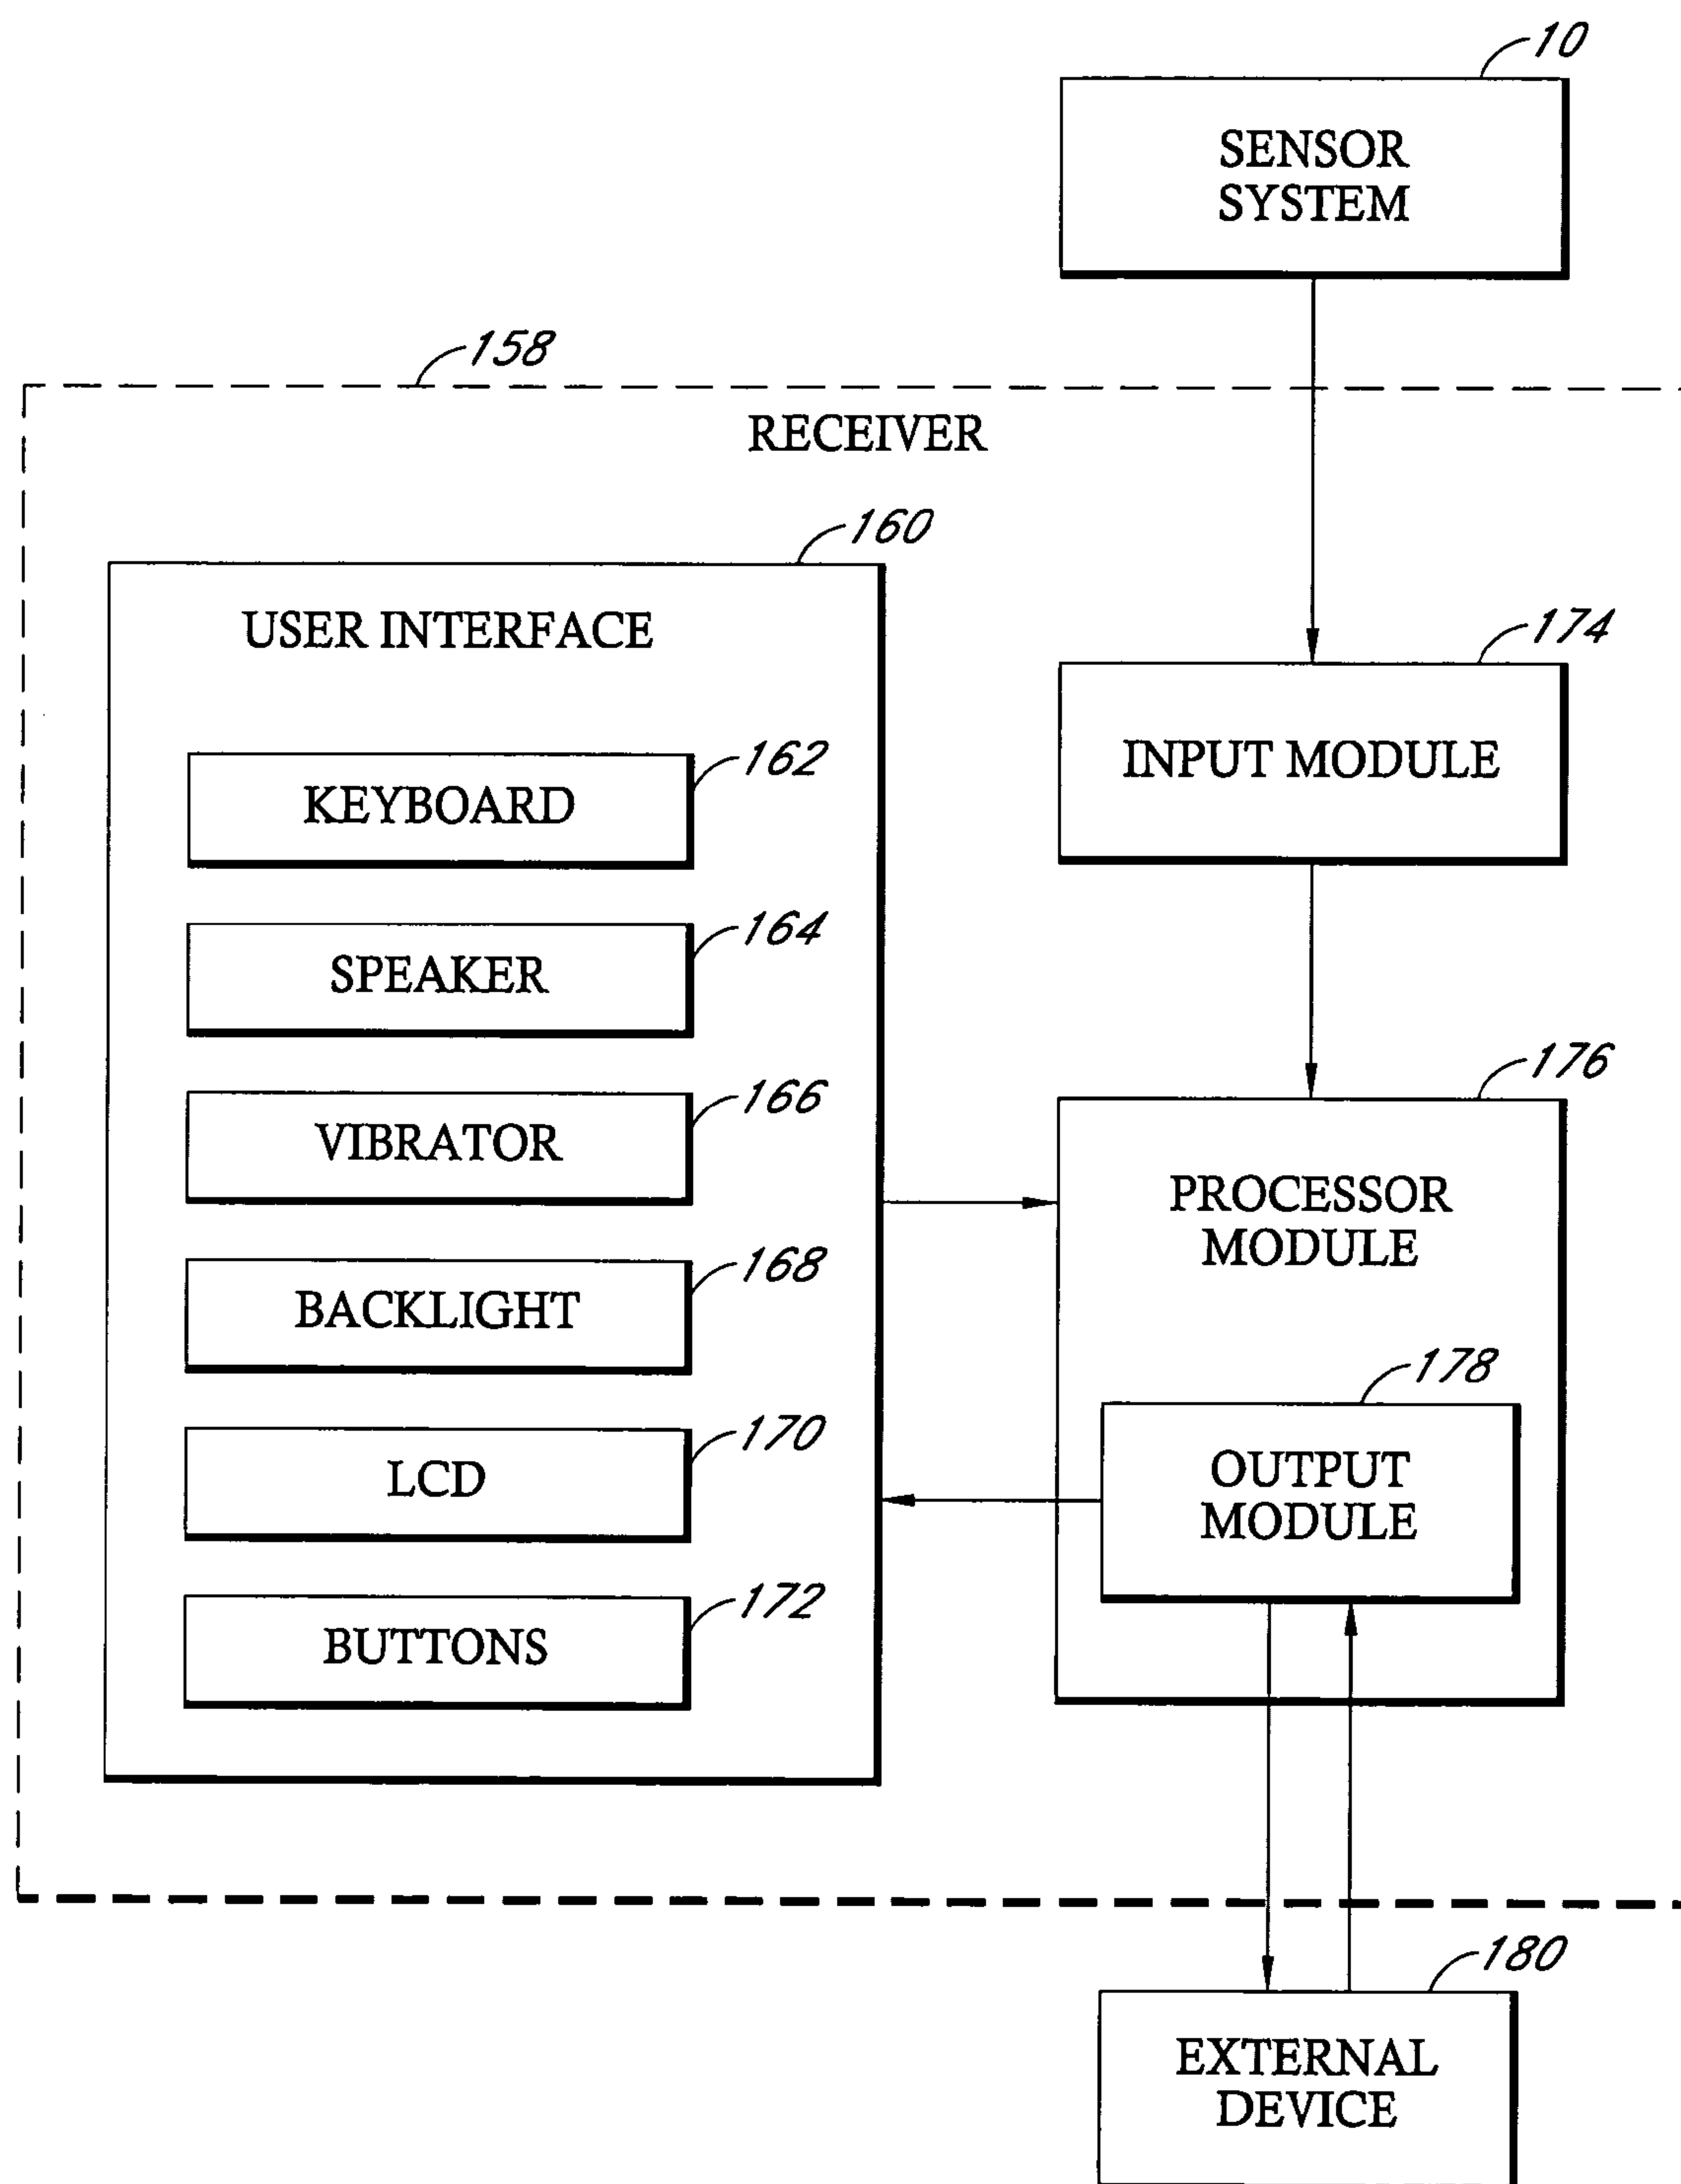 10
SENSOR
SYSTEM
158
RECEIVER
160
USER INTERFACE
174
INPUT MODULE
162
KEYBOARD
164
SPEAKER
166
VIBRATOR
168
BACKLIGHT
170
LCD
172
BUTTONS
176
PROCESSOR
MODULE
178
OUTPUT
MODULE
180
EXTERNAL
DEVICE